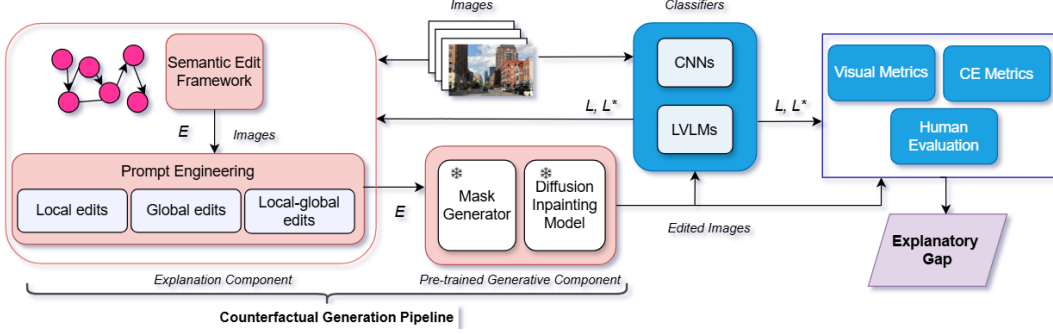 Images
Classifiers
Semantic Edit
Framework
CNNs
LVLMs
Visual Metrics
CE Metrics
Human
Evaluation
L, L*
L, L*
E
Images
Prompt Engineering
Local edits
Global edits
Local-global
edits
E
Mask
Generator
Diffusion
Inpainting
Model
Edited Images
Explanatory
Gap
Explanation Component
Pre-trained Generative Component
Counterfactual Generation Pipeline